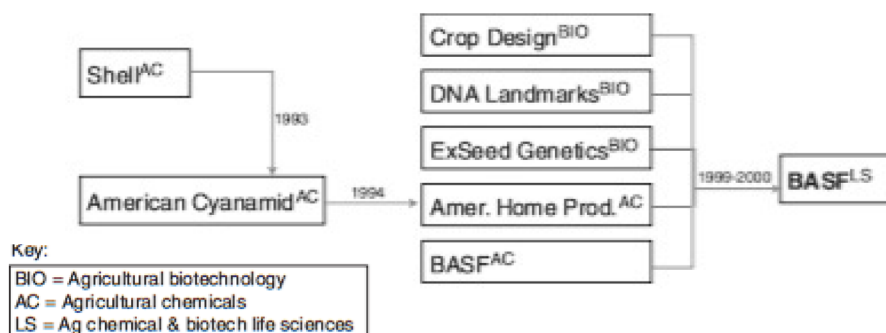 Crop Design^BIO
Shell^AC
DNA Landmarks^BIO
1993
ExSeed Genetics^BIO
1999-2000
BASF^LS
American Cyanamid^AC
1994
Amer. Home Prod.^AC
Key:
BASF^AC
BIO = Agricultural biotechnology
AC = Agricultural chemicals
LS = Ag chemical & biotech life sciences